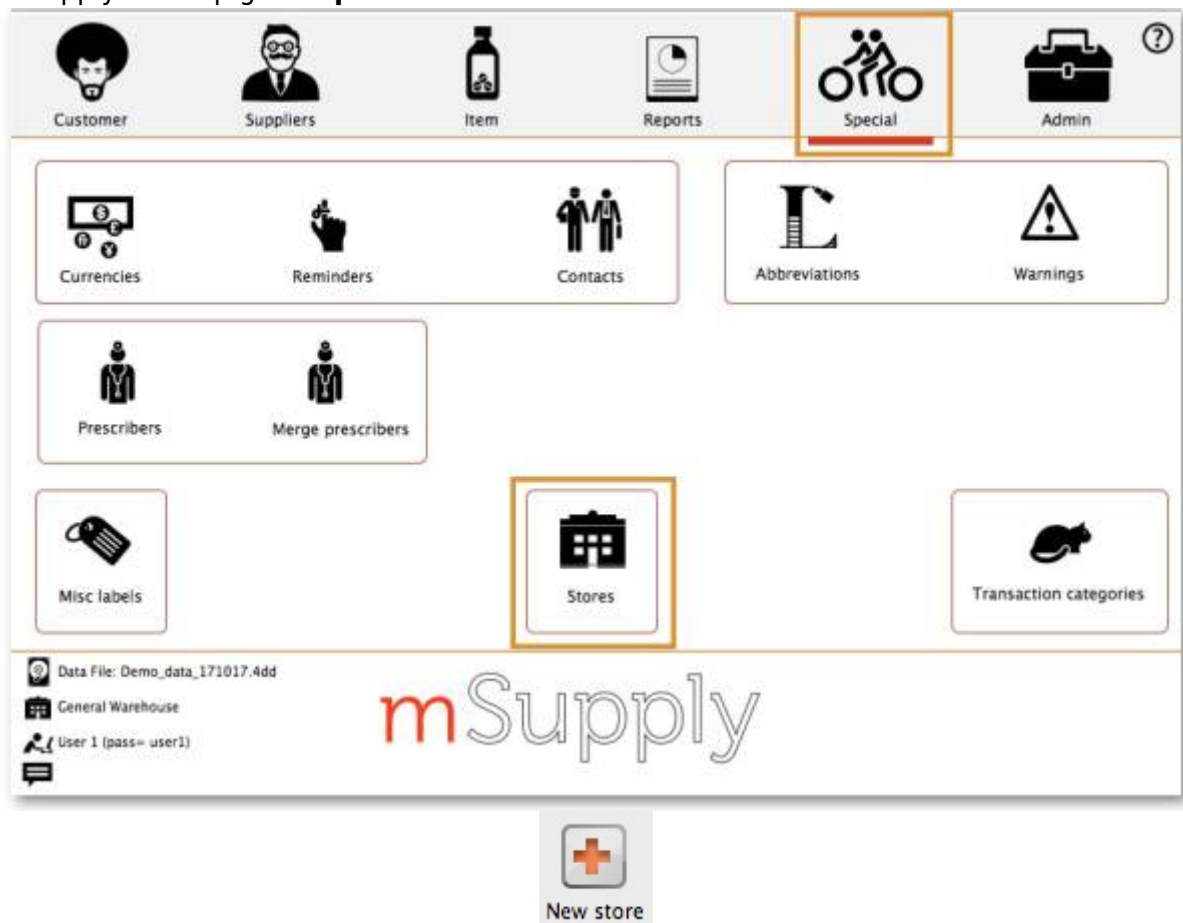 Customer Suppliers Item Reports Special Admin ?
Currencies Reminders Contacts Abbreviations Warnings
Prescribers Merge prescribers
Misc labels Stores Transaction categories
Data File: Demo_data_171017.4dd
General Warehouse
User 1 (pass= user1)
mSupply
New store